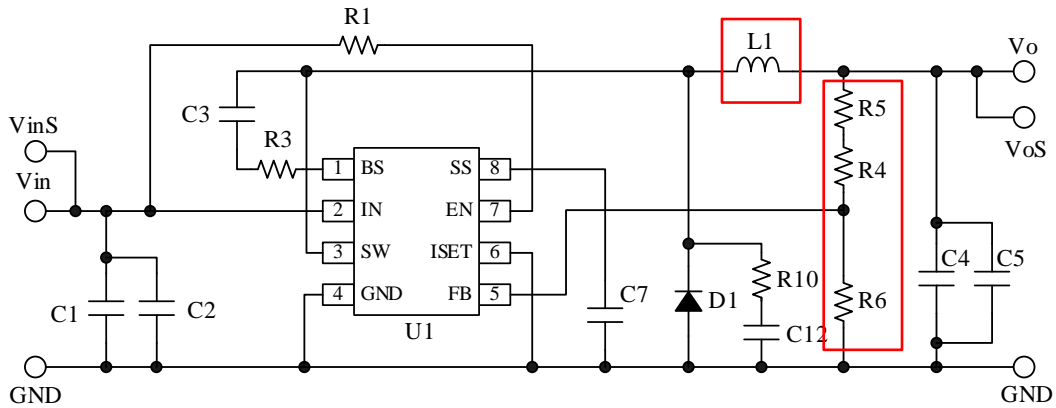 R1
L1
Vo
C3
R5
VinS
R3
VoS
Vin
1 BS SS 8
R4
2 IN EN 7
3 SW ISET 6
C4 C5
R10
4 GND FB 5
C7
D1
R6
C1 C2
U1
C12
GND
GND